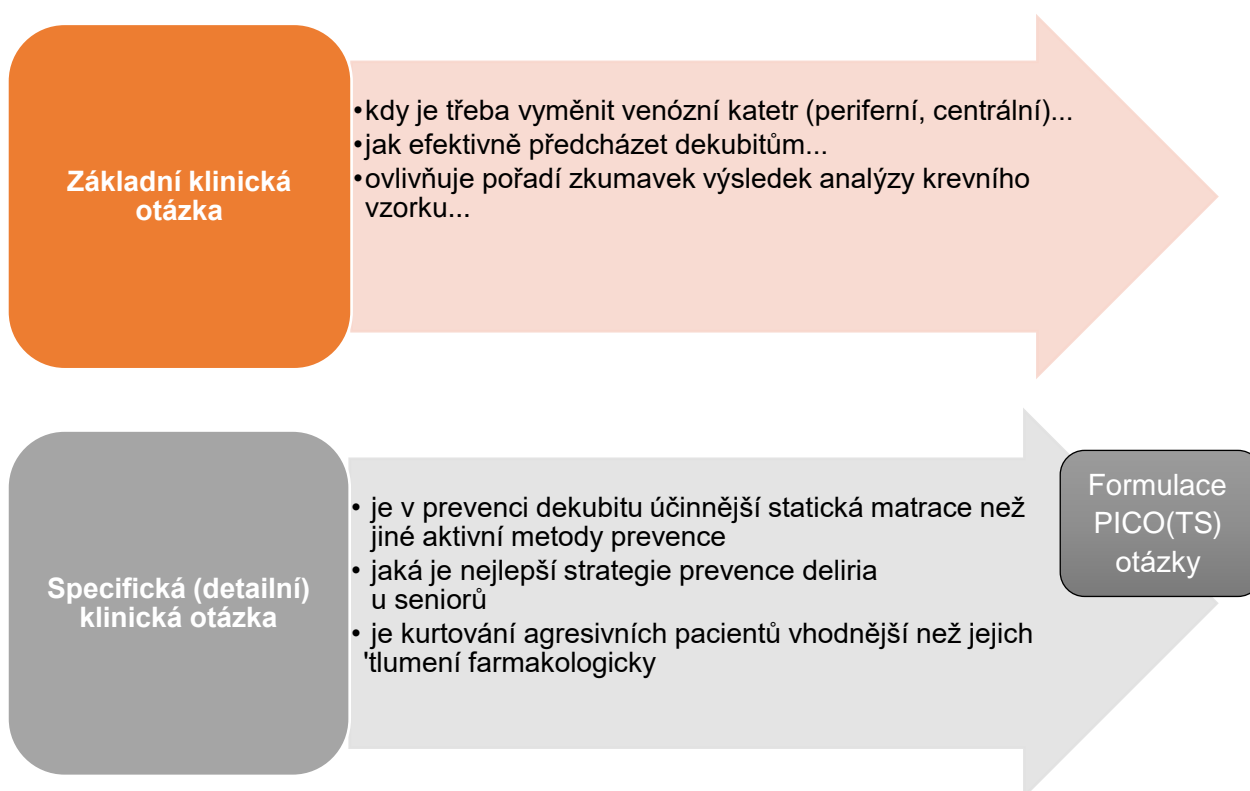 Základní klinická
otázka
•kdy je třeba vyměnit venózní katetr (periferní, centrální)...
•jak efektivně předcházet dekubitům...
•ovlivňuje pořadí zkumavek výsledek analýzy krevního
vzorku...
Specifická (detailní)
klinická otázka
• je v prevenci dekubitu účinnější statická matrace než
jiné aktivní metody prevence
• jaká je nejlepší strategie prevence deliria
u seniorů
• je kurtování agresivních pacientů vhodnější než jejich
'tlumení farmakologicky
Formulace
PICO(TS)
otázky